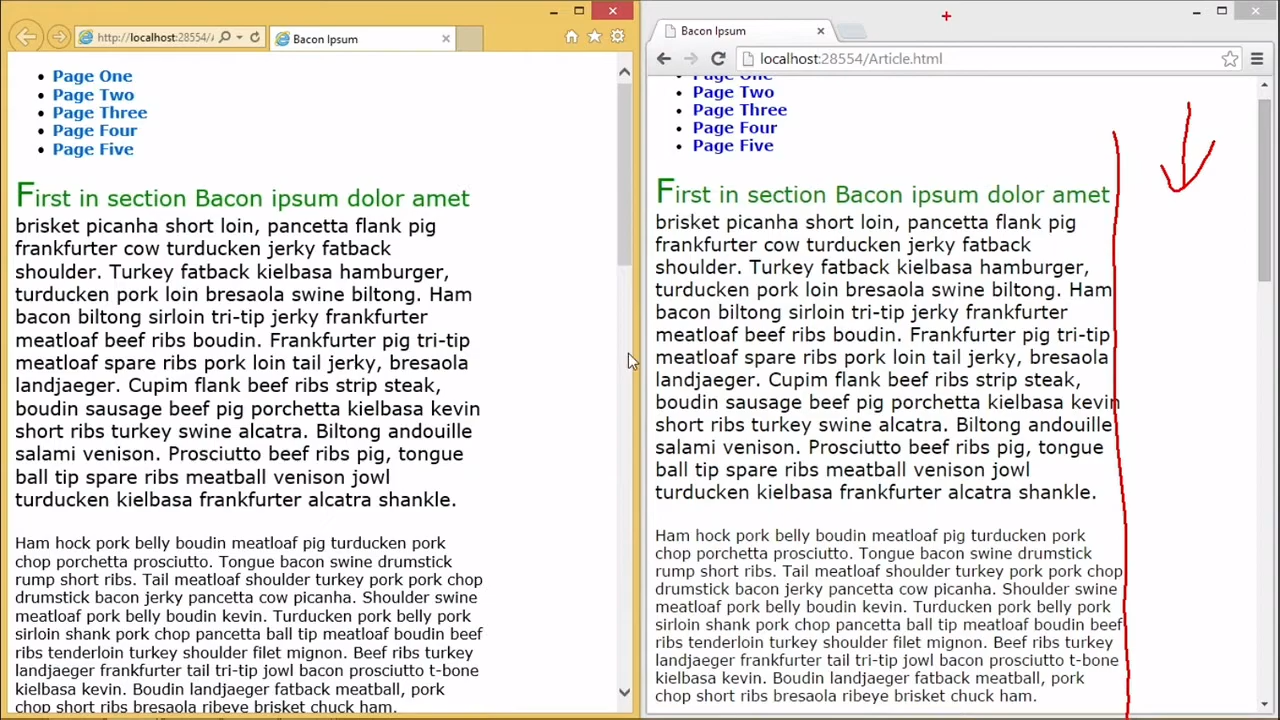 http://localhost:28554/
Bacon Ipsum
Page One
Page Two
Page Three
Page Four
Page Five
First in section Bacon ipsum dolor amet
brisket picanha short loin, pancetta flank pig
frankfurter cow turducken jerky fatback
shoulder. Turkey fatback kielbasa hamburger,
turducken pork loin bresaola swine biltong. Ham
bacon biltong sirloin tri-tip jerky frankfurter
meatloaf beef ribs boudin. Frankfurter pig tri-tip
meatloaf spare ribs pork loin tail jerky, bresaola
landjaeger. Cupim flank beef ribs strip steak,
boudin sausage beef pig porchetta kielbasa kevin
short ribs turkey swine alcatra. Biltong andouille
salami venison. Prosciutto beef ribs pig, tongue
ball tip spare ribs meatball venison jowl
turducken kielbasa frankfurter alcatra shankle.
Ham hock pork belly boudin meatloaf pig turducken pork
chop porchetta prosciutto. Tongue bacon swine drumstick
rump short ribs. Tail meatloaf shoulder turkey pork pork chop
drumstick bacon jerky pancetta cow picanha. Shoulder swine
meatloaf pork belly boudin kevin. Turducken pork belly pork
sirloin shank pork chop pancetta ball tip meatloaf boudin beef
ribs tenderloin turkey shoulder filet mignon. Beef ribs turkey
landjaeger frankfurter tail tri-tip jowl bacon prosciutto t-bone
kielbasa kevin. Boudin landjaeger fatback meatball, pork
chop short ribs bresaola ribeye brisket chuck ham.
Bacon Ipsum
localhost:28554/Article.html
Page One
Page Two
Page Three
Page Four
Page Five
First in section Bacon ipsum dolor amet
brisket picanha short loin, pancetta flank pig
frankfurter cow turducken jerky fatback
shoulder. Turkey fatback kielbasa hamburger,
turducken pork loin bresaola swine biltong. Ham
bacon biltong sirloin tri-tip jerky frankfurter
meatloaf beef ribs boudin. Frankfurter pig tri-tip
meatloaf spare ribs pork loin tail jerky, bresaola
landjaeger. Cupim flank beef ribs strip steak,
boudin sausage beef pig porchetta kielbasa kevin
short ribs turkey swine alcatra. Biltong andouille
salami venison. Prosciutto beef ribs pig, tongue
ball tip spare ribs meatball venison jowl
turducken kielbasa frankfurter alcatra shankle.
Ham hock pork belly boudin meatloaf pig turducken pork
chop porchetta prosciutto. Tongue bacon swine drumstick
rump short ribs. Tail meatloaf shoulder turkey pork pork chop
drumstick bacon jerky pancetta cow picanha. Shoulder swine
meatloaf pork belly boudin kevin. Turducken pork belly pork
sirloin shank pork chop pancetta ball tip meatloaf boudin beef
ribs tenderloin turkey shoulder filet mignon. Beef ribs turkey
landjaeger frankfurter tail tri-tip jowl bacon prosciutto t-bone
kielbasa kevin. Boudin landjaeger fatback meatball, pork
chop short ribs bresaola ribeye brisket chuck ham.